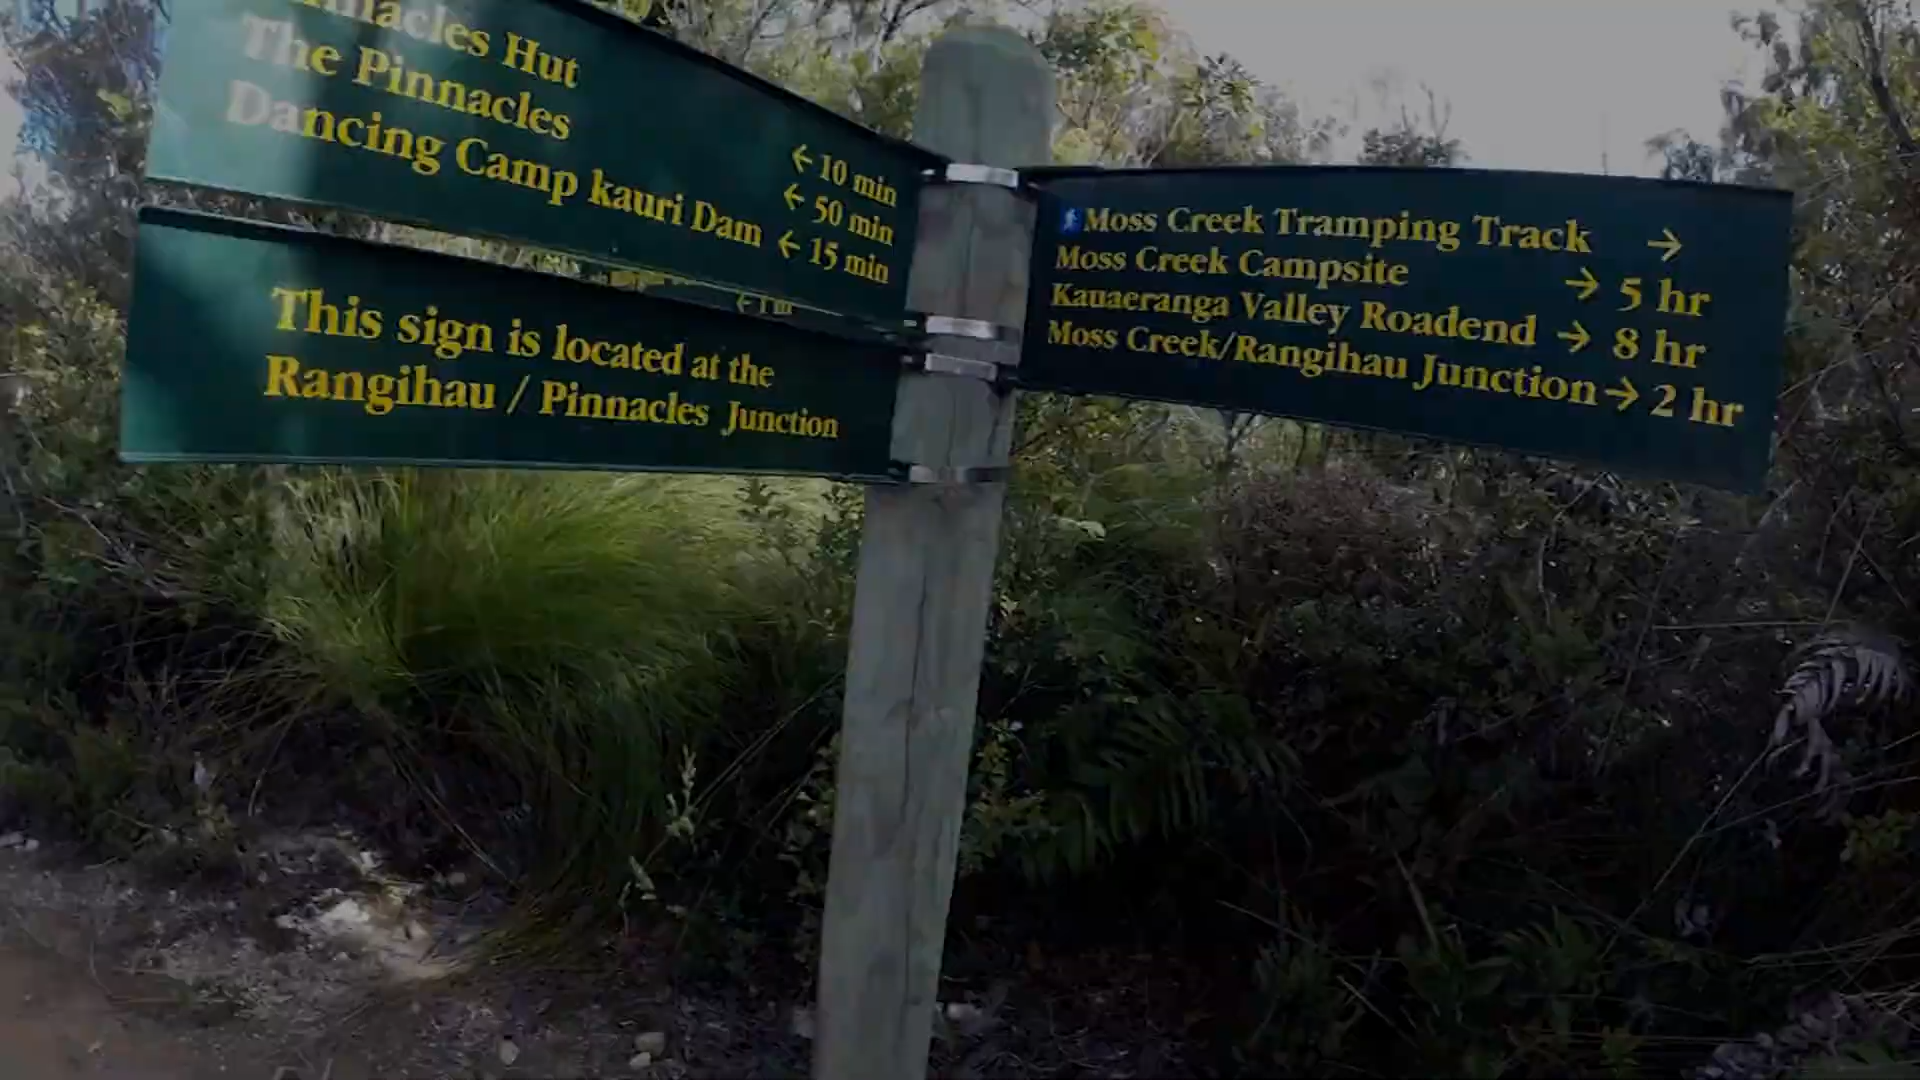 Hut
The Pinnacles
Dancing Camp kauri Dam
← 10 min
← 50 min
← 15 min
This sign is located at the
Rangihau / Pinnacles Junction
Moss Creek Tramping Track →
Moss Creek Campsite → 5 hr
Kauaeranga Valley Roadend → 8 hr
Moss Creek/Rangihau Junction → 2 hr